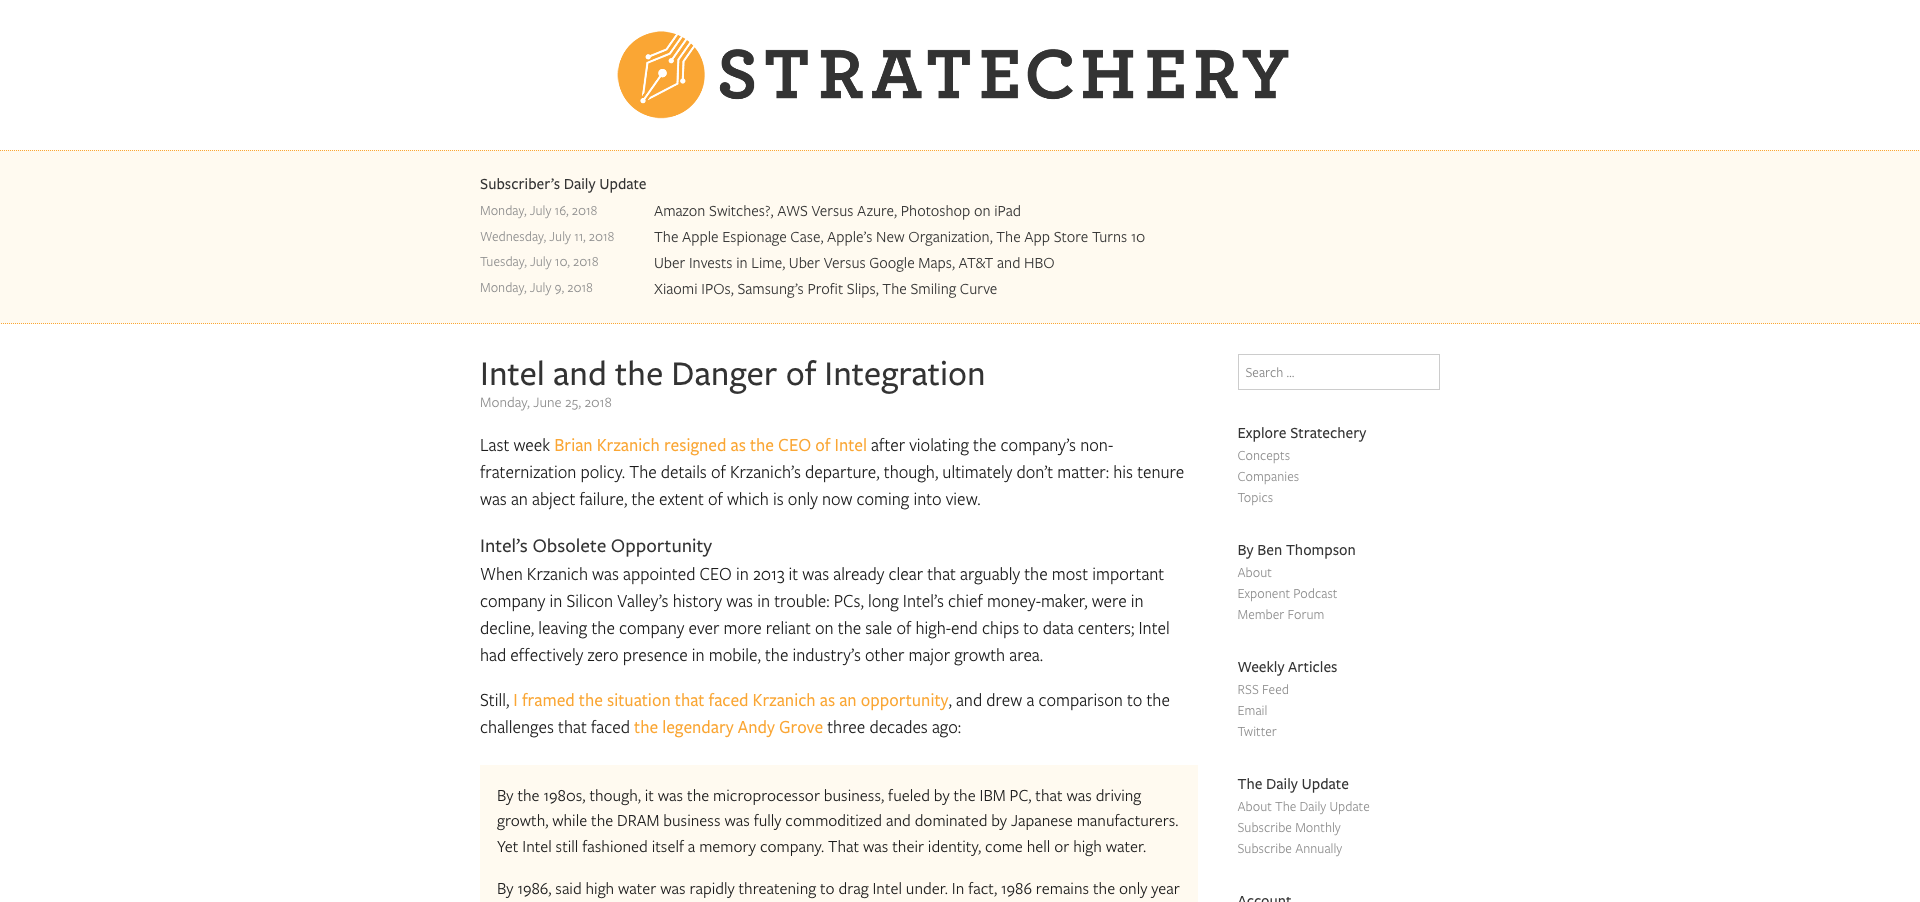 STRATECHERY
Subscriber’s Daily Update
Monday, July 16, 2018 Amazon Switches?, AWS Versus Azure, Photoshop on iPad
Wednesday, July 11, 2018 The Apple Espionage Case, Apple’s New Organization, The App Store Turns 10
Tuesday, July 10, 2018 Uber Invests in Lime, Uber Versus Google Maps, AT&T and HBO
Monday, July 9, 2018 Xiaomi IPOs, Samsung’s Profit Slips, The Smiling Curve
Intel and the Danger of Integration
Monday, June 25, 2018
Last week Brian Krzanich resigned as the CEO of Intel after violating the company’s non-
fraternization policy. The details of Krzanich’s departure, though, ultimately don’t matter: his tenure
was an abject failure, the extent of which is only now coming into view.
Intel’s Obsolete Opportunity
When Krzanich was appointed CEO in 2013 it was already clear that arguably the most important
company in Silicon Valley’s history was in trouble: PCs, long Intel’s chief money-maker, were in
decline, leaving the company ever more reliant on the sale of high-end chips to data centers; Intel
had effectively zero presence in mobile, the industry’s other major growth area.
Still, I framed the situation that faced Krzanich as an opportunity, and drew a comparison to the
challenges that faced the legendary Andy Grove three decades ago:
By the 1980s, though, it was the microprocessor business, fueled by the IBM PC, that was driving
growth, while the DRAM business was fully commoditized and dominated by Japanese manufacturers.
Yet Intel still fashioned itself a memory company. That was their identity, come hell or high water.
By 1986, said high water was rapidly threatening to drag Intel under. In fact, 1986 remains the only year
Search …
Explore Stratechery
Concepts
Companies
Topics
By Ben Thompson
About
Exponent Podcast
Member Forum
Weekly Articles
RSS Feed
Email
Twitter
The Daily Update
About The Daily Update
Subscribe Monthly
Subscribe Annually
Account